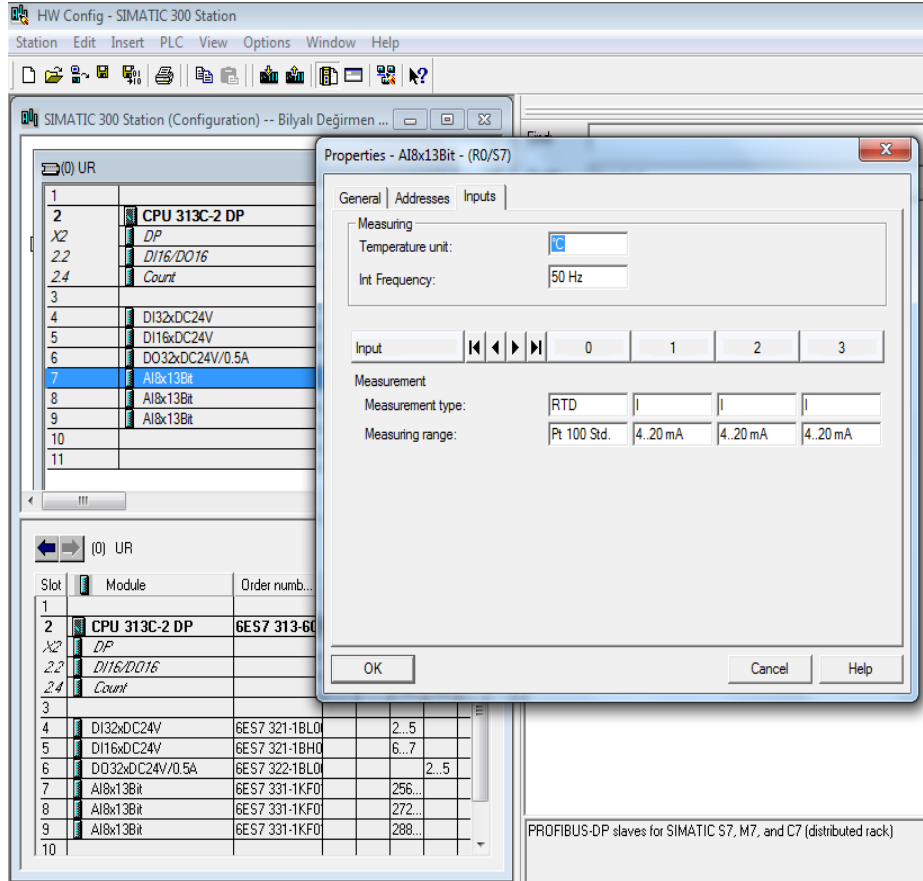 HW Config - SIMATIC 300 Station
Station Edit Insert PLC View Options Window Help
SIMATIC 300 Station (Configuration) -- Bilyalı Değirmen ...
(0) UR
1
2 CPU 313C-2 DP
X2 DP
2.2 DI16/DO16
2.4 Count
3
4 DI32xDC24V
5 DI16xDC24V
6 DO32xDC24V/0.5A
7 AI8x13Bit
8 AI8x13Bit
9 AI8x13Bit
10
11
Properties - AI8x13Bit - (R0/S7)
General Addresses Inputs
Measuring
Temperature unit: °C
Int Frequency: 50 Hz
Input 0 1 2 3
Measurement
Measurement type: RTD I I I
Measuring range: Pt 100 Std. 4..20 mA 4..20 mA 4..20 mA
OK Cancel Help
(0) UR
Slot Module Order numb...
1
2 CPU 313C-2 DP 6ES7 313-6
X2 DP
2.2 DI16/DO16
2.4 Count
3
4 DI32xDC24V 6ES7 321-1BL0 2...5
5 DI16xDC24V 6ES7 321-1BH0 6...7
6 DO32xDC24V/0.5A 6ES7 322-1BL0 2...5
7 AI8x13Bit 6ES7 331-1KF0 256...
8 AI8x13Bit 6ES7 331-1KF0 272...
9 AI8x13Bit 6ES7 331-1KF0 288...
10
PROFIBUS-DP slaves for SIMATIC S7, M7, and C7 (distributed rack)